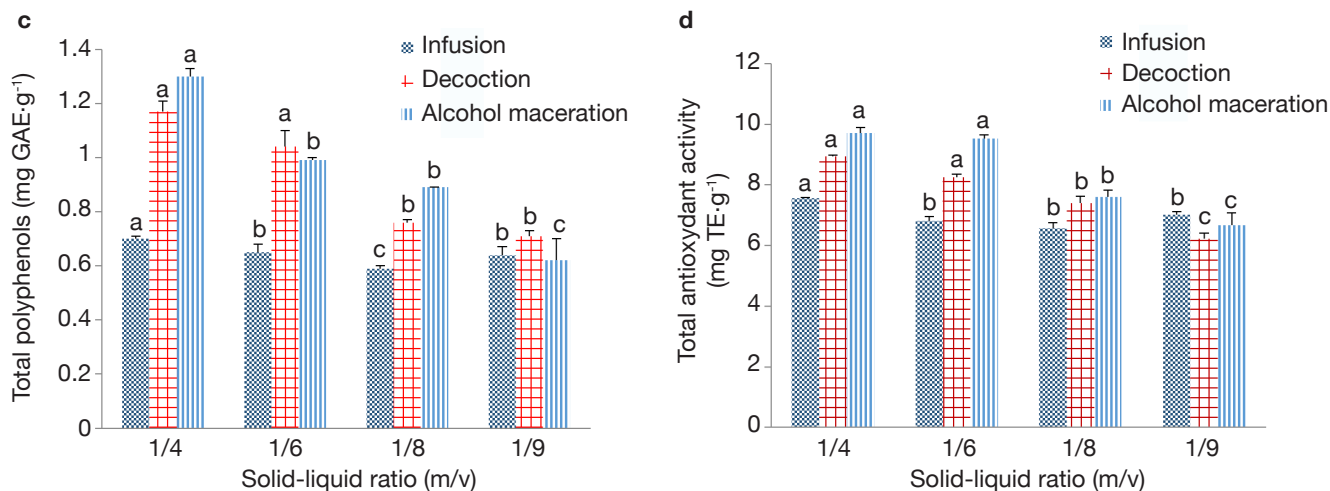 c
Total polyphenols (mg GAE·g⁻¹)
1.4
1.2
1
0.8
0.6
0.4
0.2
0
Infusion
Decoction
Alcohol maceration
a
a
a
b
a
b
c
b
b
b
b
c
1/4 1/6 1/8 1/9
Solid-liquid ratio (m/v)
d
Total antioxydant activity
(mg TE·g⁻¹)
12
10
8
6
4
2
0
Infusion
Decoction
Alcohol maceration
a
a
a
b
a
a
b
b
b
b
c
c
1/4 1/6 1/8 1/9
Solid-liquid ratio (m/v)